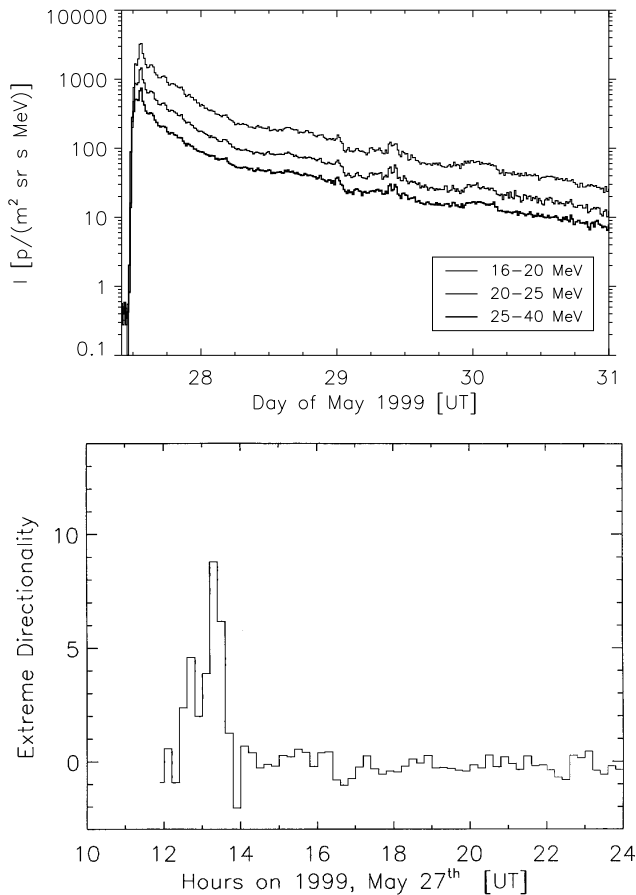 10000
1000
100
10
1
0.1
I [p/(m² sr s MeV)]
16−20 MeV
20−25 MeV
25−40 MeV
28 29 30 31
Day of May 1999 [UT]
10
5
0
Extreme Directionality
10 12 14 16 18 20 22 24
Hours on 1999, May 27th [UT]